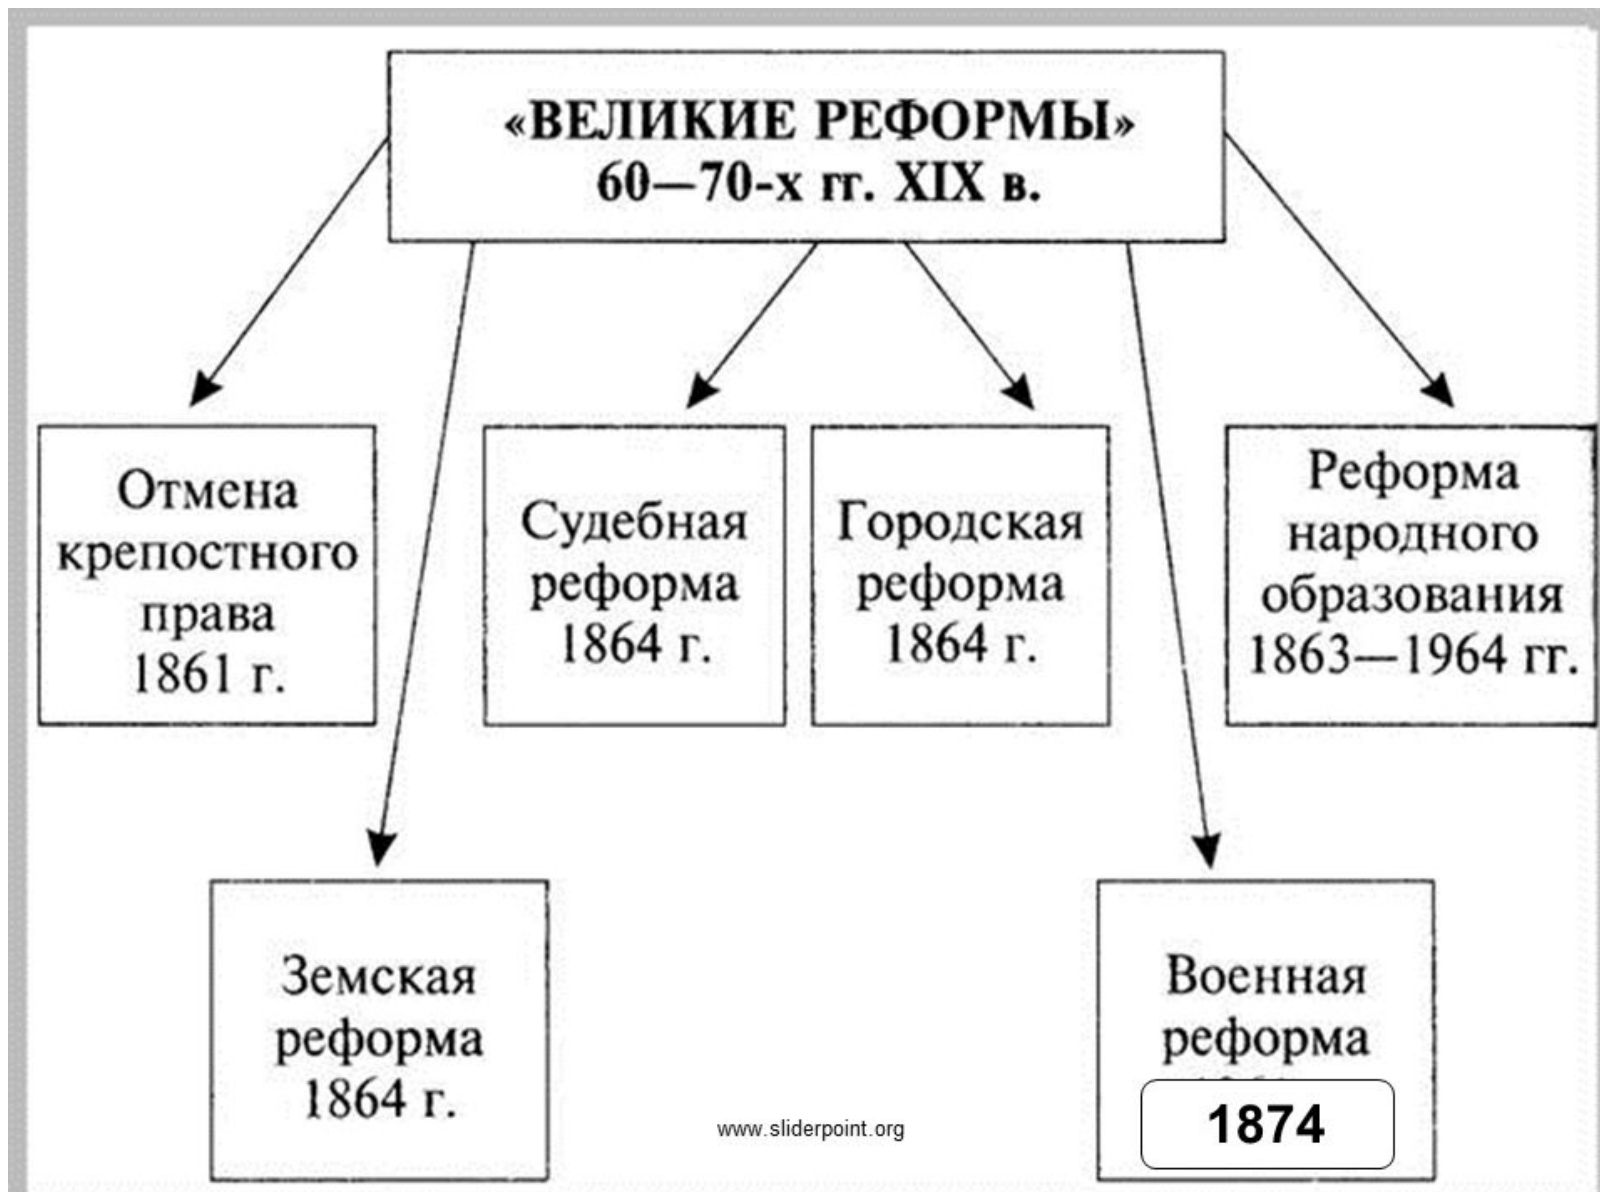 «ВЕЛИКИЕ РЕФОРМЫ»
60—70-х гг. XIX в.
Отмена
крепостного
права
1861 г.
Судебная
реформа
1864 г.
Городская
реформа
1864 г.
Реформа
народного
образования
1863—1964 гг.
Земская
реформа
1864 г.
Военная
реформа
1874
www.sliderpoint.org